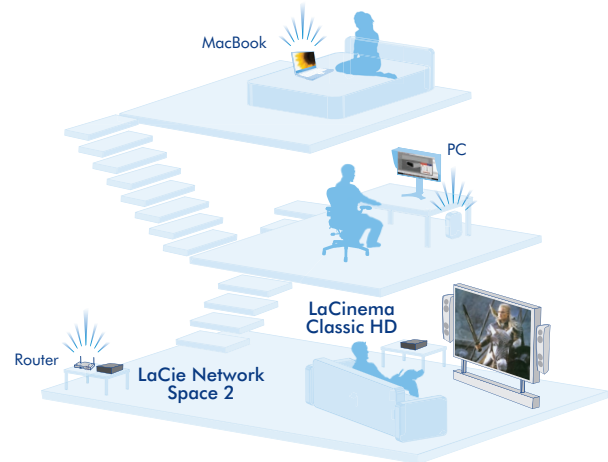 MacBook
PC
LaCinema
Classic HD
Router
LaCie Network
Space 2